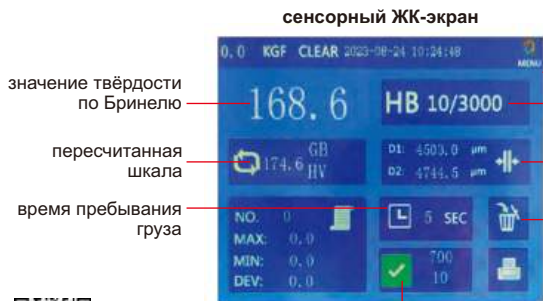 сенсорный ЖК-экран
0.0 KGF CLEAR 2023-08-24 10:24:48
MENU
значение твёрдости
по Бринелю
168.6
HB 10/3000
пересчитанная
шкала
174.6 GB
HV
D1: 4503.0 µm
D2: 4744.5 µm
время пребывания
груза
NO. 0
MAX: 0.0
MIN: 0.0
DEV: 0.0
5 SEC
700
10